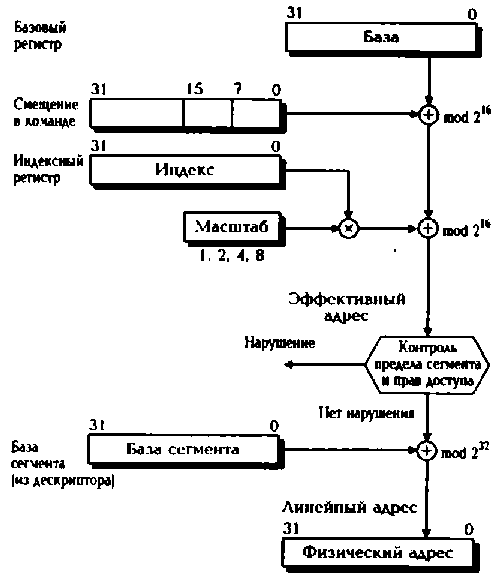 Базовый
регистр
31 0
База
Смещение
в команде
31 15 7 0
mod 2¹⁶
Индексный
регистр
31 0
Индекс
Масштаб
1, 2, 4, 8
×
+ mod 2¹⁶
Эффективный
адрес
Нарушение
Контроль
предела сегмента
и прав доступа
Нет нарушения
База
сегмента
(из дескриптора)
31 0
База сегмента
+ mod 2³²
Линейный адрес
31 0
Физический адрес